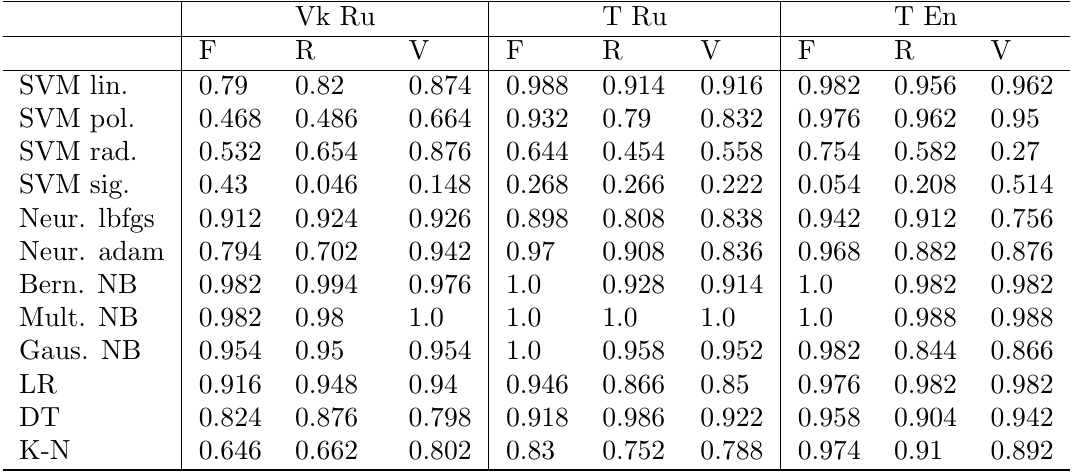 Vk Ru T Ru T En
F R V F R V F R V
SVM lin. 0.79 0.82 0.874 0.988 0.914 0.916 0.982 0.956 0.962
SVM pol. 0.468 0.486 0.664 0.932 0.79 0.832 0.976 0.962 0.95
SVM rad. 0.532 0.654 0.876 0.644 0.454 0.558 0.754 0.582 0.27
SVM sig. 0.43 0.046 0.148 0.268 0.266 0.222 0.054 0.208 0.514
Neur. lbfgs 0.912 0.924 0.926 0.898 0.808 0.838 0.942 0.912 0.756
Neur. adam 0.794 0.702 0.942 0.97 0.908 0.836 0.968 0.882 0.876
Bern. NB 0.982 0.994 0.976 1.0 0.928 0.914 1.0 0.982 0.982
Mult. NB 0.982 0.98 1.0 1.0 1.0 1.0 1.0 0.988 0.988
Gaus. NB 0.954 0.95 0.954 1.0 0.958 0.952 0.982 0.844 0.866
LR 0.916 0.948 0.94 0.946 0.866 0.85 0.976 0.982 0.982
DT 0.824 0.876 0.798 0.918 0.986 0.922 0.958 0.904 0.942
K-N 0.646 0.662 0.802 0.83 0.752 0.788 0.974 0.91 0.892